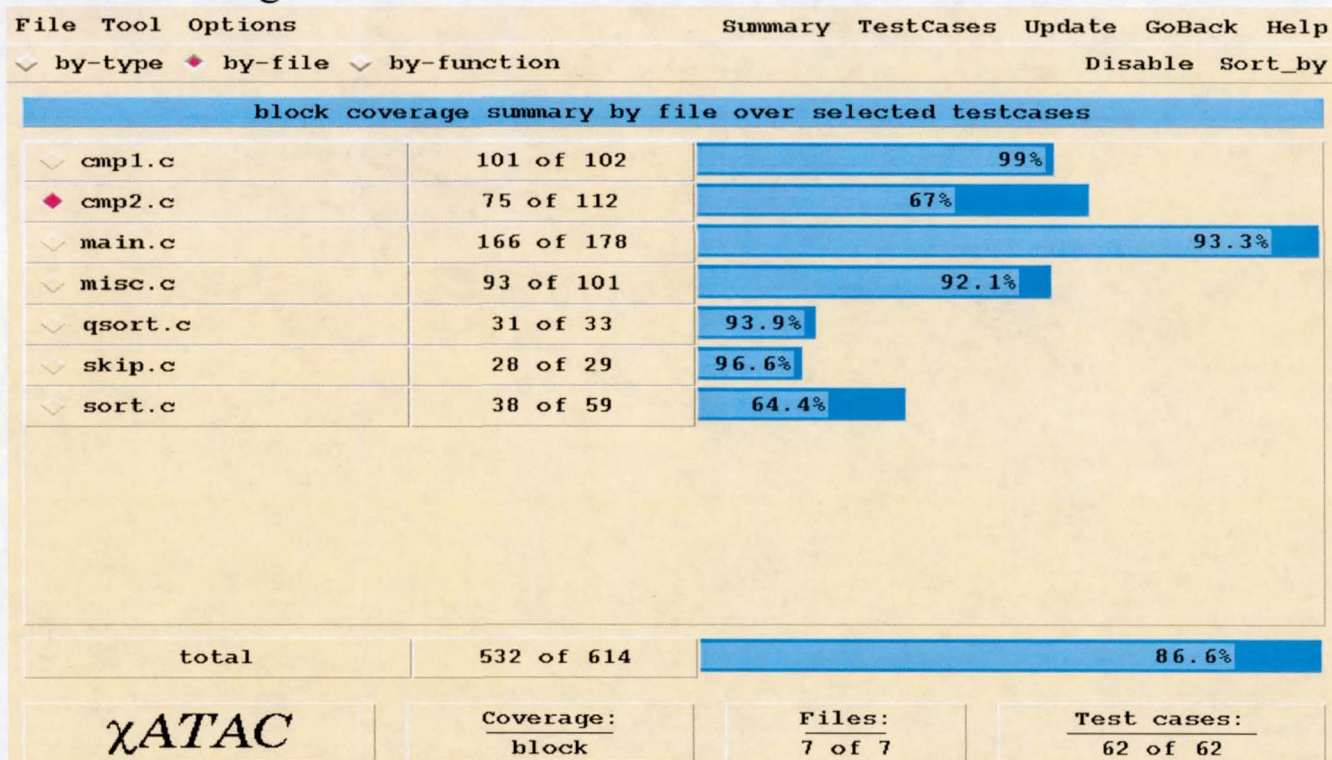 File Tool Options Summary TestCases Update GoBack Help
by-type by-file by-function Disable Sort_by
block coverage summary by file over selected testcases
cmp1.c 101 of 102 99%
cmp2.c 75 of 112 67%
main.c 166 of 178 93.3%
misc.c 93 of 101 92.1%
qsort.c 31 of 33 93.9%
skip.c 28 of 29 96.6%
sort.c 38 of 59 64.4%
total 532 of 614 86.6%
χATAC Coverage: Files: Test cases:
block 7 of 7 62 of 62